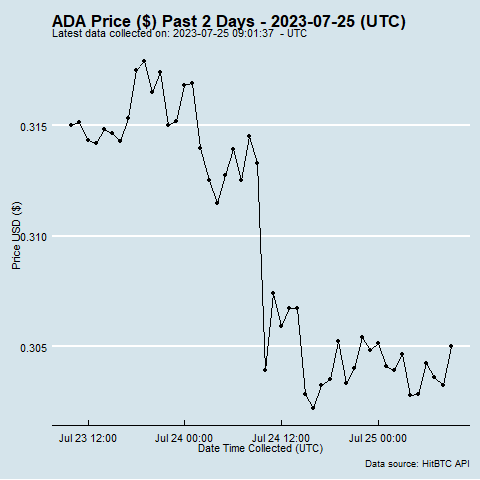 ADA Price ($) Past 2 Days - 2023-07-25 (UTC)
Latest data collected on: 2023-07-25 09:01:37 - UTC
0.315
0.310
0.305
Price USD ($)
Jul 23 12:00 Jul 24 00:00 Jul 24 12:00 Jul 25 00:00
Date Time Collected (UTC)
Data source: HitBTC API